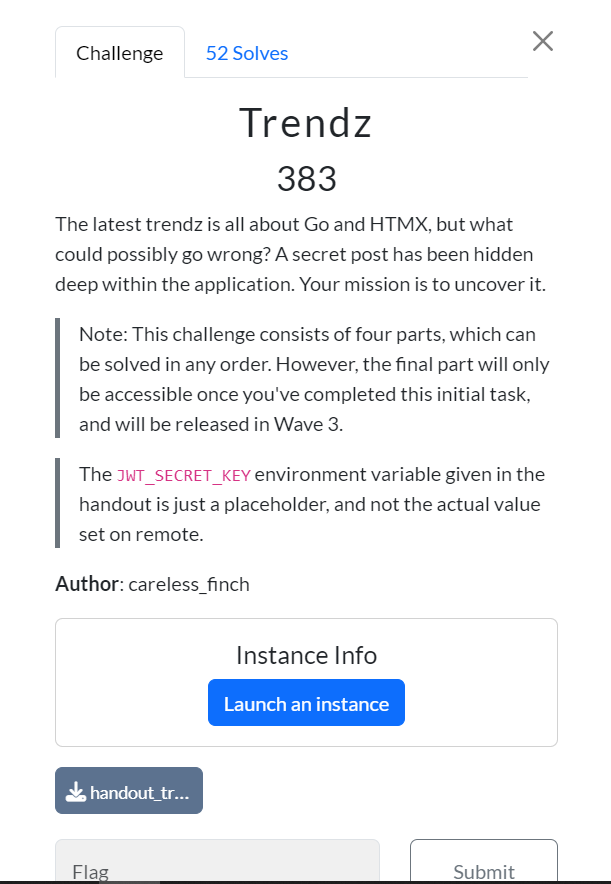 Challenge
52 Solves
Trendz
383
The latest trendz is all about Go and HTMX, but what
could possibly go wrong? A secret post has been hidden
deep within the application. Your mission is to uncover it.
Note: This challenge consists of four parts, which can
be solved in any order. However, the final part will only
be accessible once you've completed this initial task,
and will be released in Wave 3.
The JWT_SECRET_KEY environment variable given in the
handout is just a placeholder, and not the actual value
set on remote.
Author: careless_finch
Instance Info
Launch an instance
handout_tr...
Flag
Submit